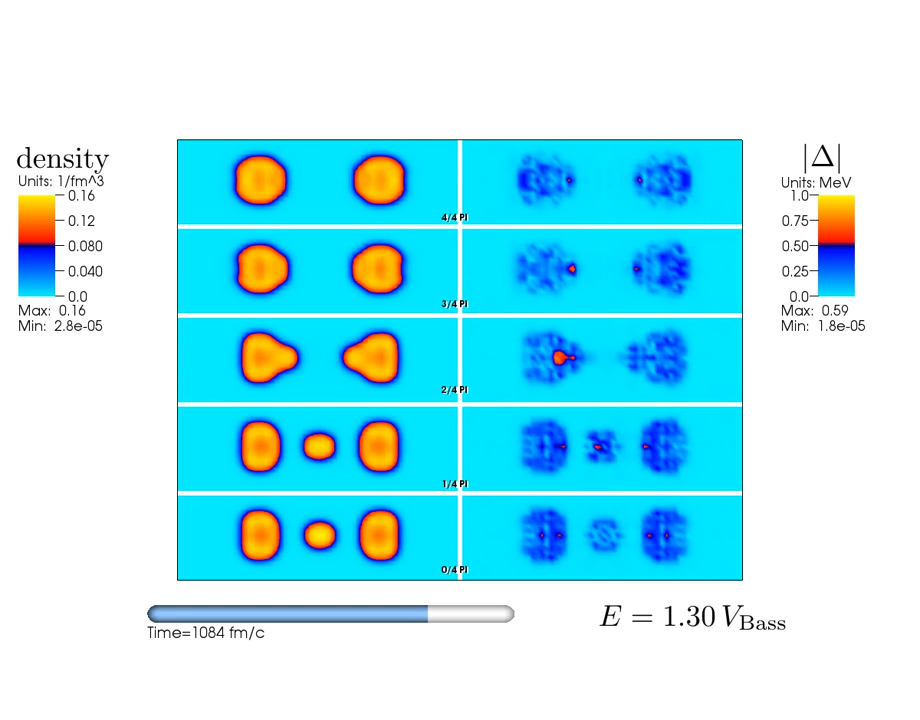 density
Units: 1/fm^3
0.16
0.12
0.080
0.040
0.0
Max: 0.16
Min: 2.8e-05
4/4 PI
3/4 PI
2/4 PI
1/4 PI
0/4 PI
|Δ|
Units: MeV
1.0
0.75
0.50
0.25
0.0
Max: 0.59
Min: 1.8e-05
Time=1084 fm/c
E = 1.30 V_Bass